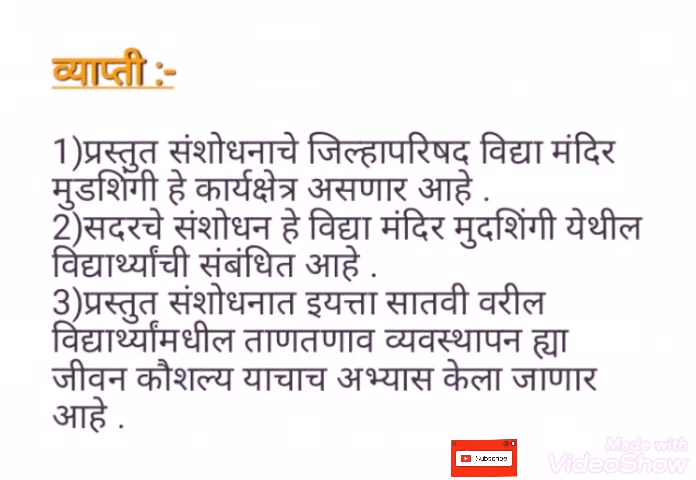 व्याप्ती :-
1)प्रस्तुत संशोधनाचे जिल्हापरिषद विद्या मंदिर
मुडशिंगी हे कार्यक्षेत्र असणार आहे .
2)सदरचे संशोधन हे विद्या मंदिर मुदशिंगी येथील
विद्यार्थ्यांची संबंधित आहे .
3)प्रस्तुत संशोधनात इयत्ता सातवी वरील
विद्यार्थ्यांमधील ताणतणाव व्यवस्थापन ह्या
जीवन कौशल्य याचाच अभ्यास केला जाणार
आहे .
Subscribe
Made with
VideoShow